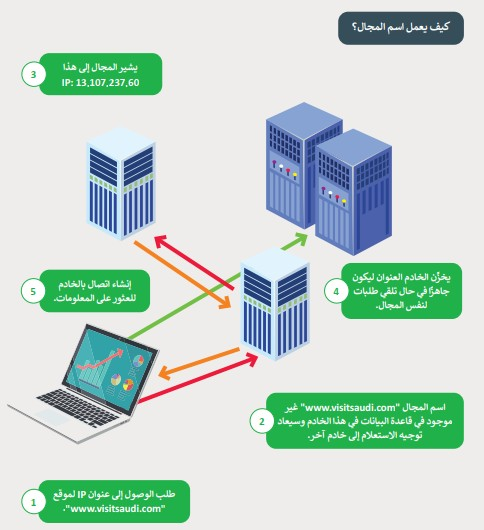 كيف يعمل اسم المجال؟
يشير المجال إلى هذا
IP: 13,107,237,60
3
إنشاء اتصال بالخادم
للعثور على المعلومات.
5
يخزّن الخادم العنوان ليكون
جاهزًا في حال تلقي طلبات
لنفس المجال.
4
اسم المجال "www.visitsaudi.com" غير
موجود في قاعدة البيانات في هذا الخادم وسيعاد
توجيه الاستعلام إلى خادم آخر.
2
طلب الوصول إلى عنوان IP لموقع
"www.visitsaudi.com".
1